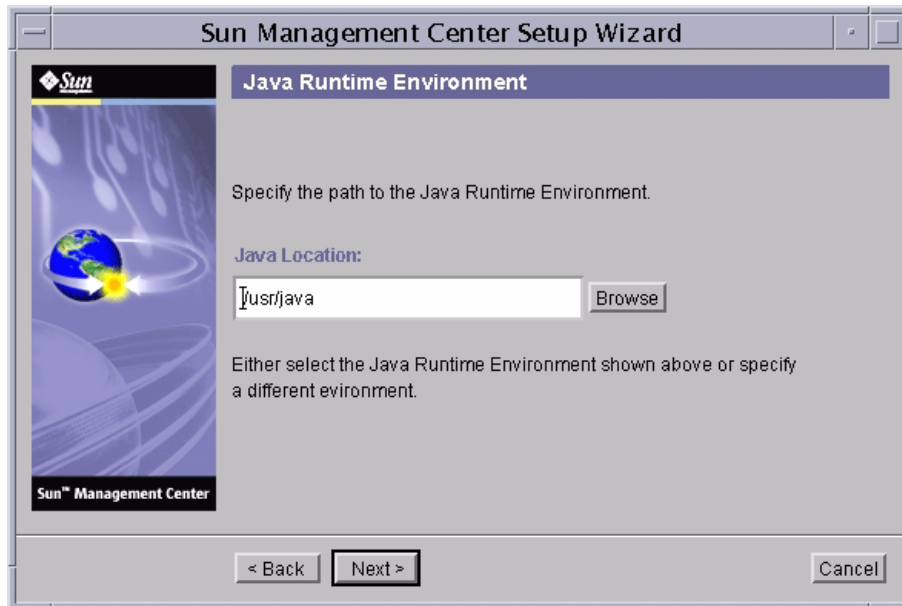 Sun Management Center Setup Wizard
Sun
Java Runtime Environment
Specify the path to the Java Runtime Environment.
Java Location:
/usr/java
Browse
Either select the Java Runtime Environment shown above or specify
a different evironment.
Sun™ Management Center
< Back
Next >
Cancel